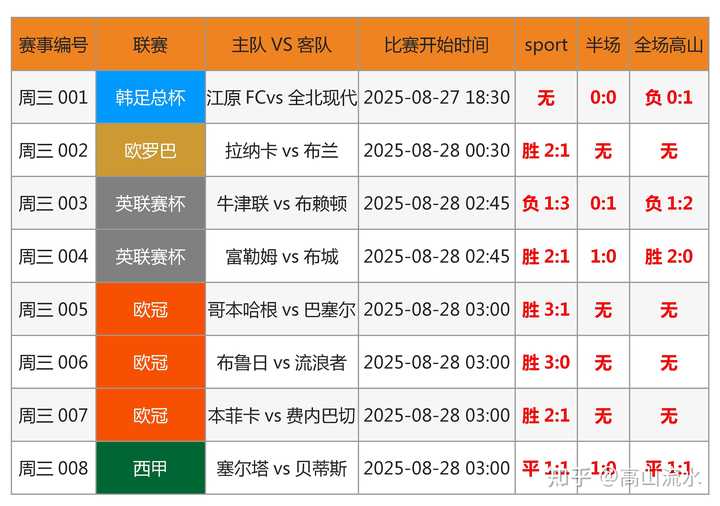 赛事编号 联赛 主队 VS 客队 比赛开始时间 sport 半场 全场高山
周三 001 韩足总杯 江原 FCvs 全北现代 2025-08-27 18:30 无 0:0 负 0:1
周三 002 欧罗巴 拉纳卡 vs 布兰 2025-08-28 00:30 胜 2:1 无 无
周三 003 英联赛杯 牛津联 vs 布赖顿 2025-08-28 02:45 负 1:3 0:1 负 1:2
周三 004 英联赛杯 富勒姆 vs 布城 2025-08-28 02:45 胜 2:1 1:0 胜 2:0
周三 005 欧冠 哥本哈根 vs 巴塞尔 2025-08-28 03:00 胜 3:1 无 无
周三 006 欧冠 布鲁日 vs 流浪者 2025-08-28 03:00 胜 3:0 无 无
周三 007 欧冠 本菲卡 vs 费内巴切 2025-08-28 03:00 胜 2:1 无 无
周三 008 西甲 塞尔塔 vs 贝蒂斯 2025-08-28 03:00 平 1:1 1:0 平 1:1
知乎 @高山流水